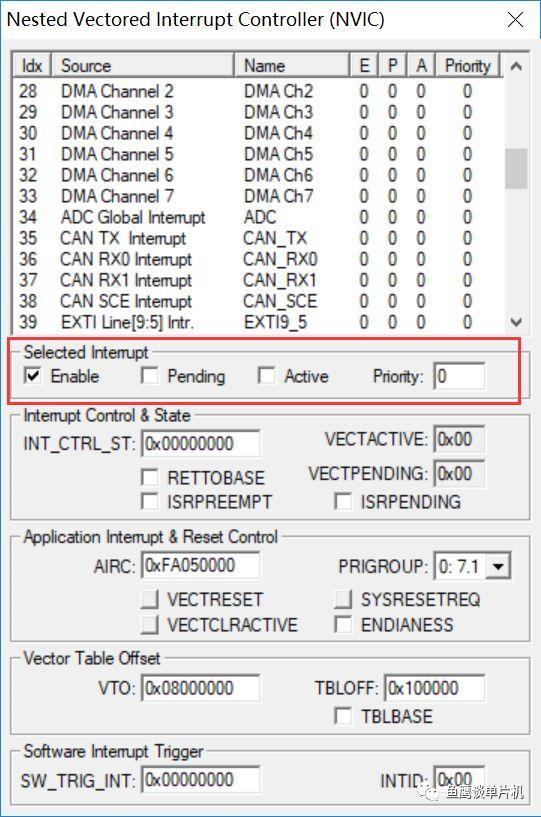 Nested Vectored Interrupt Controller (NVIC)
Idx Source Name E P A Priority
28 DMA Channel 2 DMA Ch2 0 0 0 0
29 DMA Channel 3 DMA Ch3 0 0 0 0
30 DMA Channel 4 DMA Ch4 0 0 0 0
31 DMA Channel 5 DMA Ch5 0 0 0 0
32 DMA Channel 6 DMA Ch6 0 0 0 0
33 DMA Channel 7 DMA Ch7 0 0 0 0
34 ADC Global Interrupt ADC 0 0 0 0
35 CAN TX Interrupt CAN_TX 0 0 0 0
36 CAN RX0 Interrupt CAN_RX0 0 0 0 0
37 CAN RX1 Interrupt CAN_RX1 0 0 0 0
38 CAN SCE Interrupt CAN_SCE 0 0 0 0
39 EXTI Line[9:5] Intr. EXTI9_5 0 0 0 0
Selected Interrupt
Enable Pending Active Priority: 0
Interrupt Control & State
INT_CTRL_ST: 0x00000000 VECTACTIVE: 0x00
RETTOBASE VECTPENDING: 0x00
ISRPREEMPT ISRPENDING
Application Interrupt & Reset Control
AIRC: 0xFA050000 PRIGROUP: 0: 7.1
VECTRESET SYSRESETREQ
VECTCLRACTIVE ENDIANESS
Vector Table Offset
VTO: 0x08000000 TBLOFF: 0x100000
TBLBASE
Software Interrupt Trigger
SW_TRIG_INT: 0x00000000 INTID: 0x00
鱼鹰谈单片机